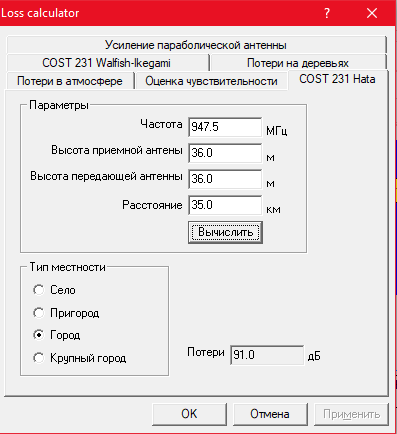 Loss calculator
Усиление параболической антенны
COST 231 Walfish-Ikegami Потери на деревьях
Потери в атмосфере Оценка чувствительности COST 231 Hata
Параметры
Частота 947.5 МГц
Высота приемной антены 36.0 м
Высота передающей антенны 36.0 м
Расстояние 35.0 км
Вычислить
Тип местности
Село
Пригород
Город
Крупный город
Потери 91.0 дБ
OK Отмена Применить